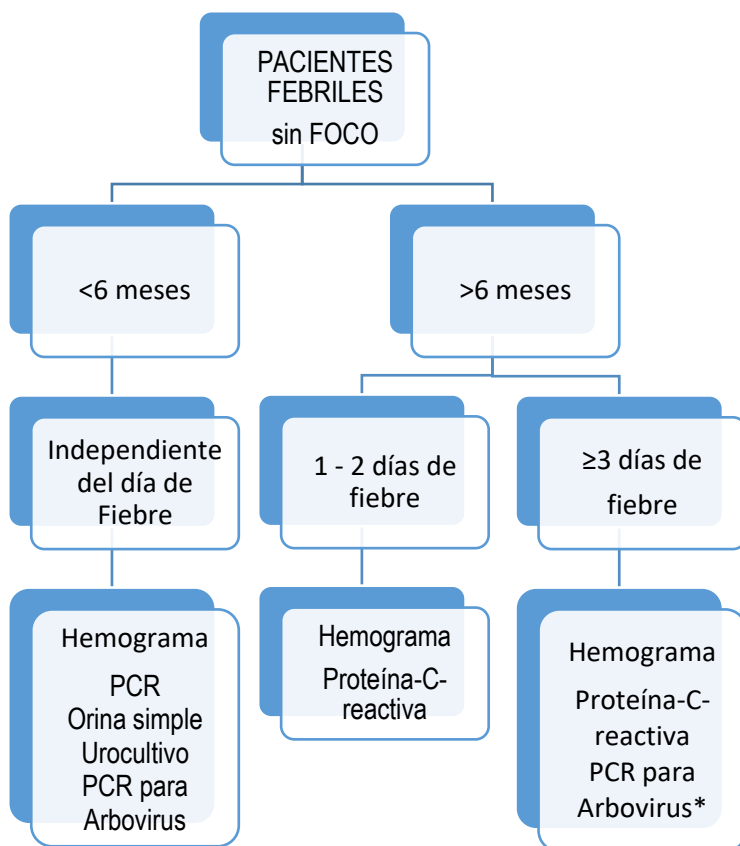 PACIENTES
FEBRILES
sin FOCO
<6 meses
>6 meses
Independiente
del día de
Fiebre
1 - 2 días de
fiebre
≥3 días de
fiebre
Hemograma
PCR
Orina simple
Urocultivo
PCR para
Arbovirus
Hemograma
Proteína-C-
reactiva
Hemograma
Proteína-C-
reactiva
PCR para
Arbovirus*